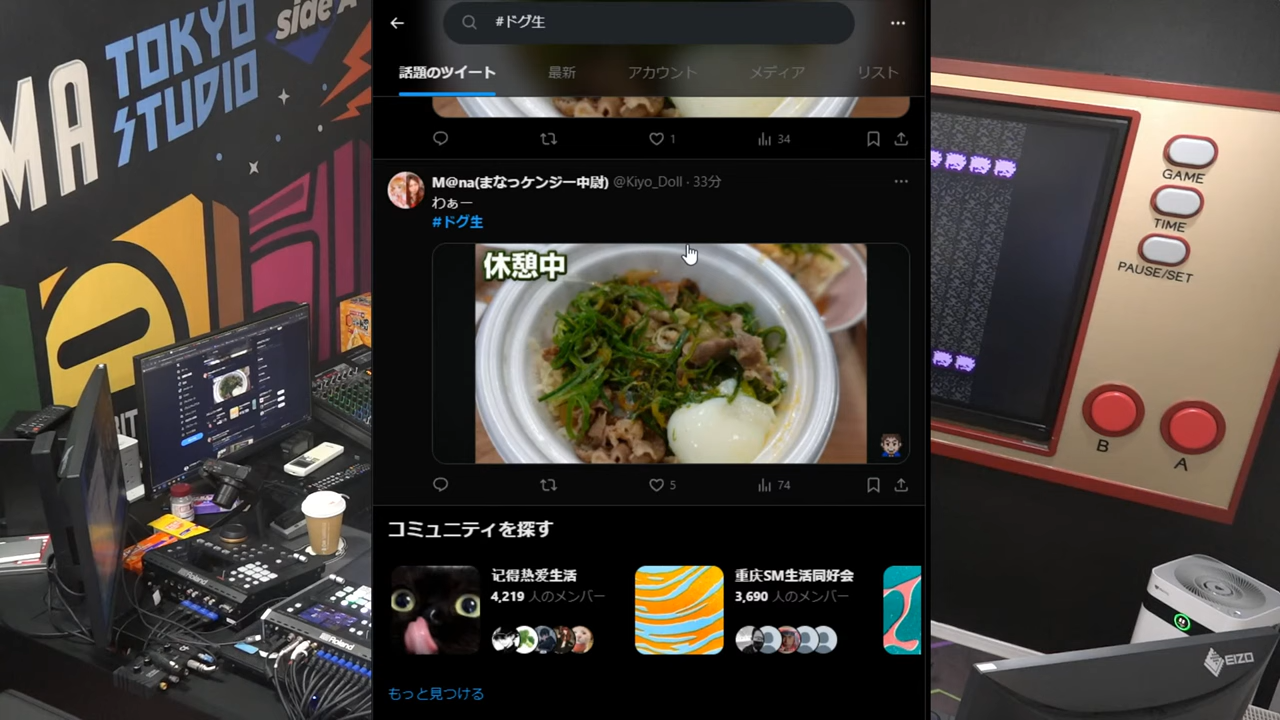 MA
TOKYO
STUDIO
side A
#ドグ生
話題のツイート
最新
アカウント
メディア
リスト
1
34
M@na(まなっケンジー中尉) @Kiyo_Doll · 33分
わぁー
#ドグ生
休憩中
5
74
コミュニティを探す
记得热爱生活
4,219 人のメンバー
重庆SM生活同好会
3,690 人のメンバー
もっと見つける
GAME
TIME
PAUSE/SET
B
A
Roland
Roland
EIZO